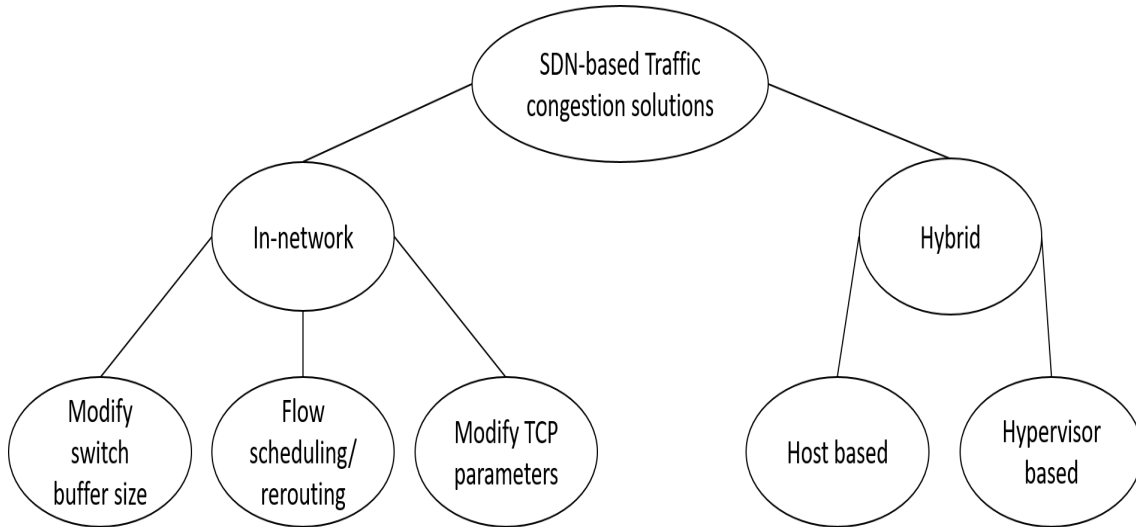 SDN-based Traffic
congestion solutions
In-network
Hybrid
Modify
switch
buffer size
Flow
scheduling/
rerouting
Modify TCP
parameters
Host based
Hypervisor
based